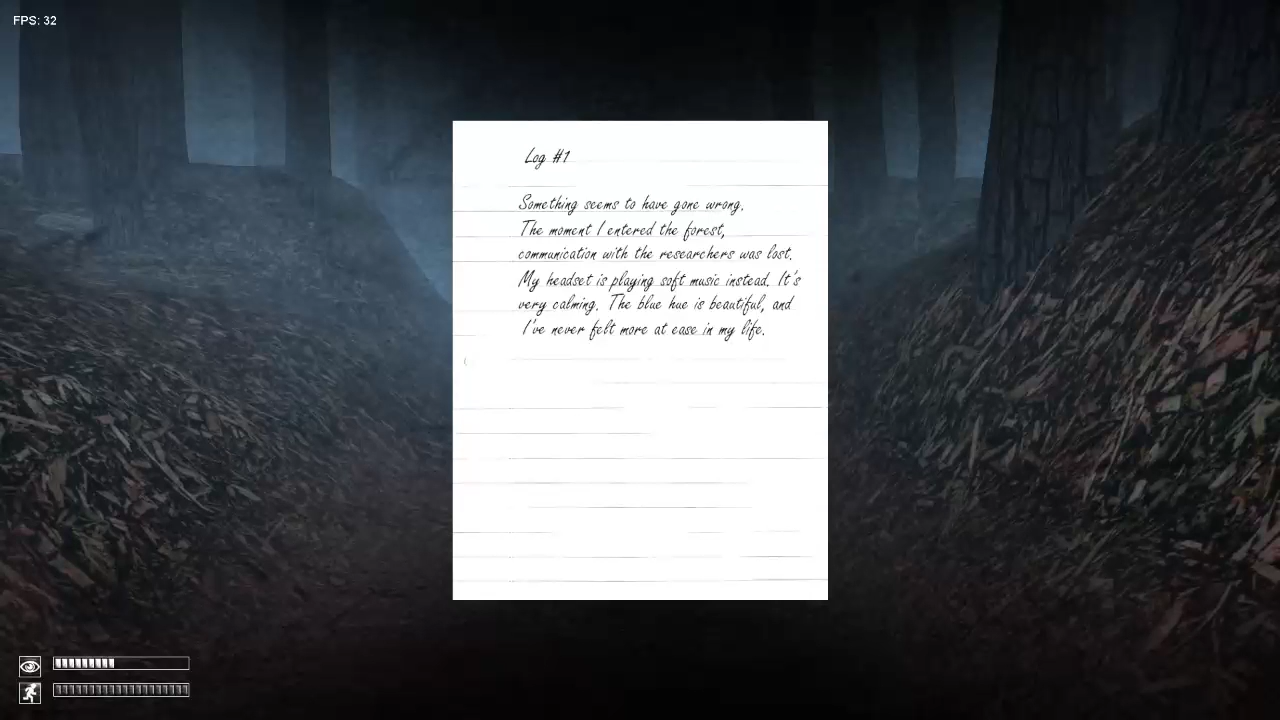 FPS: 32
Log #1
Something seems to have gone wrong.
The moment I entered the forest,
communication with the researchers was lost.
My headset is playing soft music instead. It's
very calming. The blue hue is beautiful, and
I've never felt more at ease in my life.